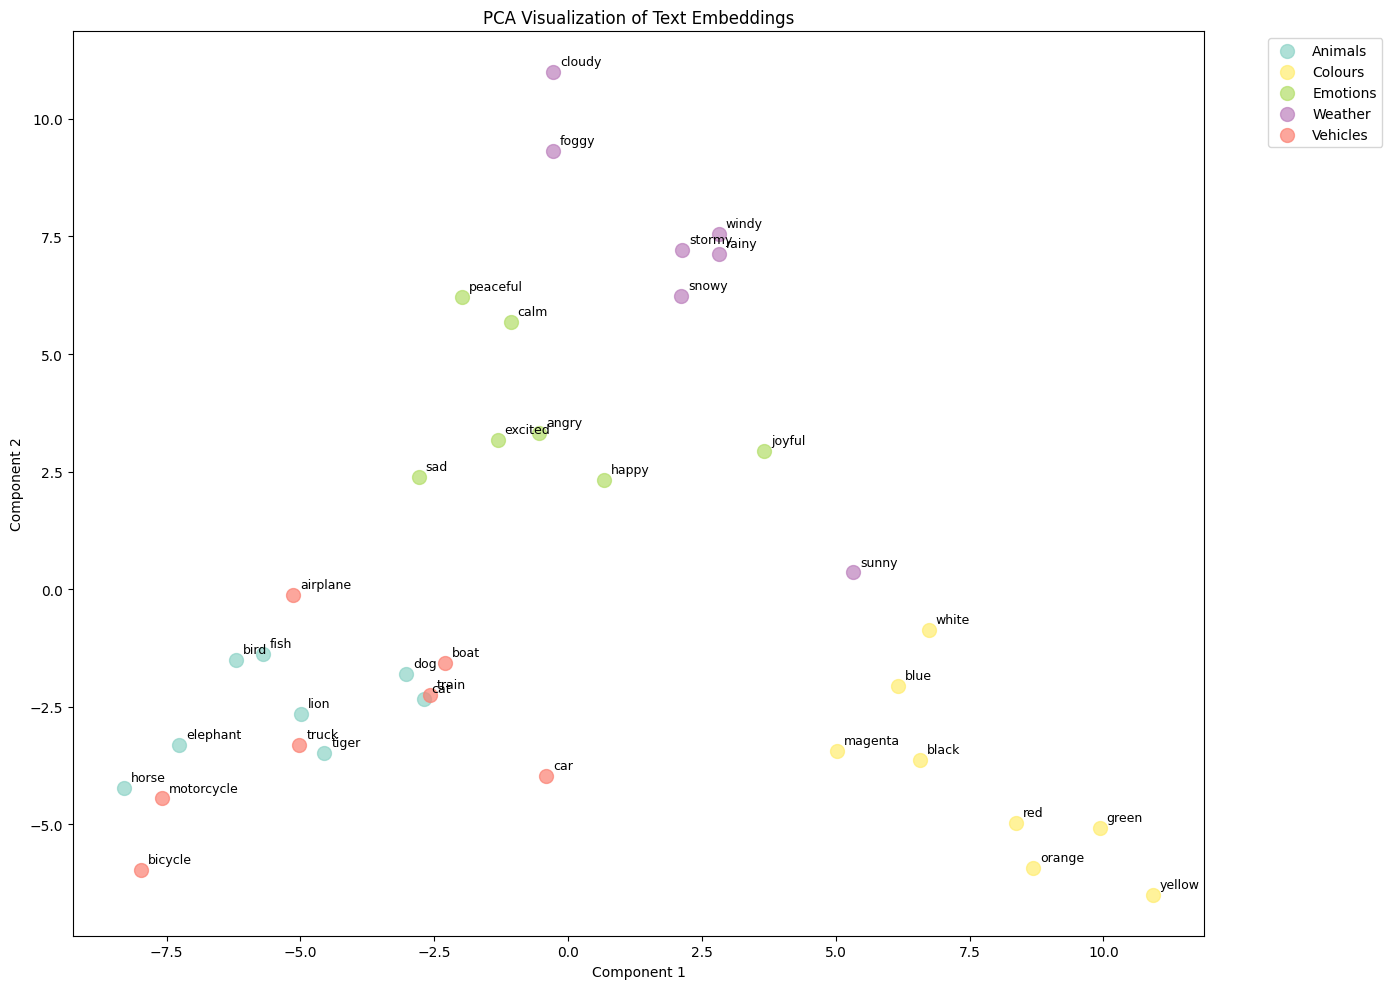 PCA Visualization of Text Embeddings
Animals
Colours
Emotions
Weather
Vehicles
cloudy
foggy
windy
stormy
rainy
snowy
peaceful
calm
excited
angry
joyful
sad
happy
sunny
airplane
white
bird
fish
dog
boat
blue
cat
train
lion
elephant
truck
tiger
magenta
black
horse
motorcycle
car
red
green
bicycle
orange
yellow
10.0
7.5
5.0
2.5
0.0
−2.5
−5.0
Component 2
−7.5
−5.0
−2.5
0.0
2.5
5.0
7.5
10.0
Component 1